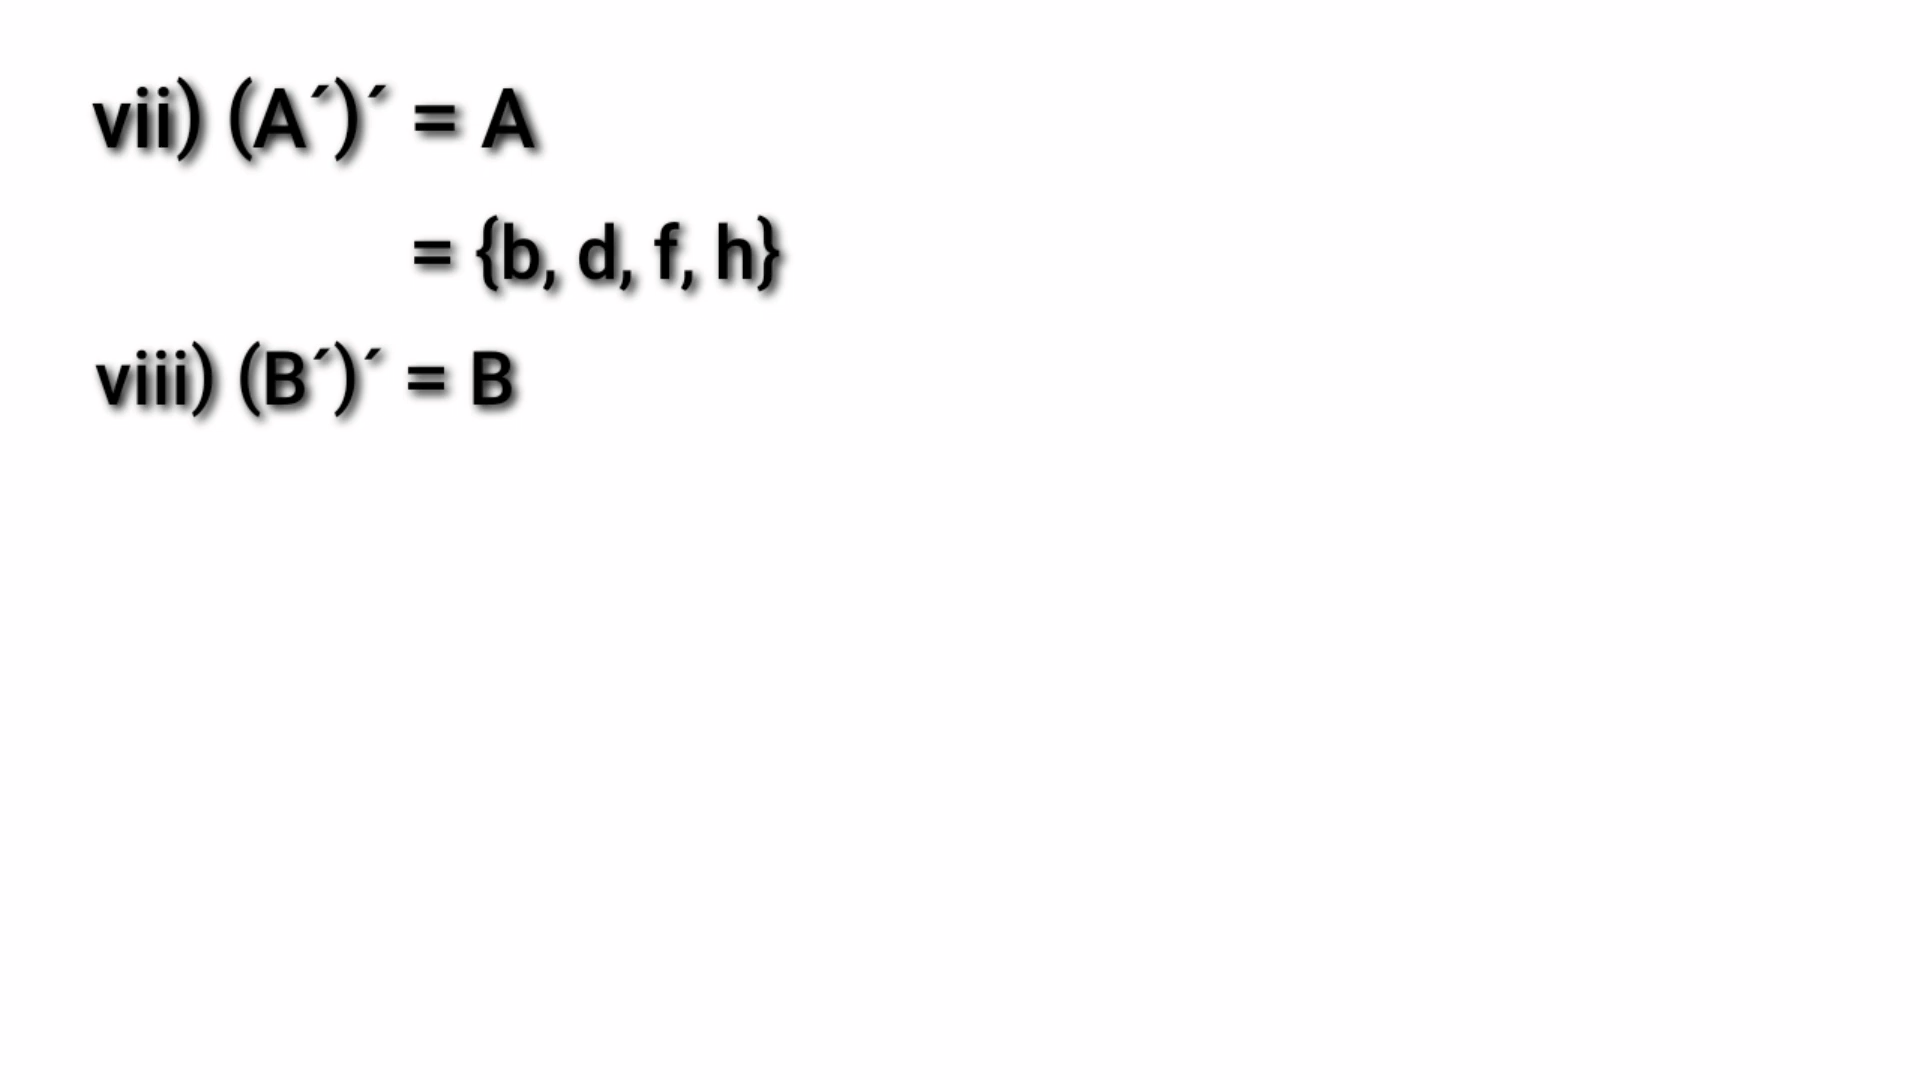 vii) (A´)´ = A
= {b, d, f, h}
viii) (B´)´ = B